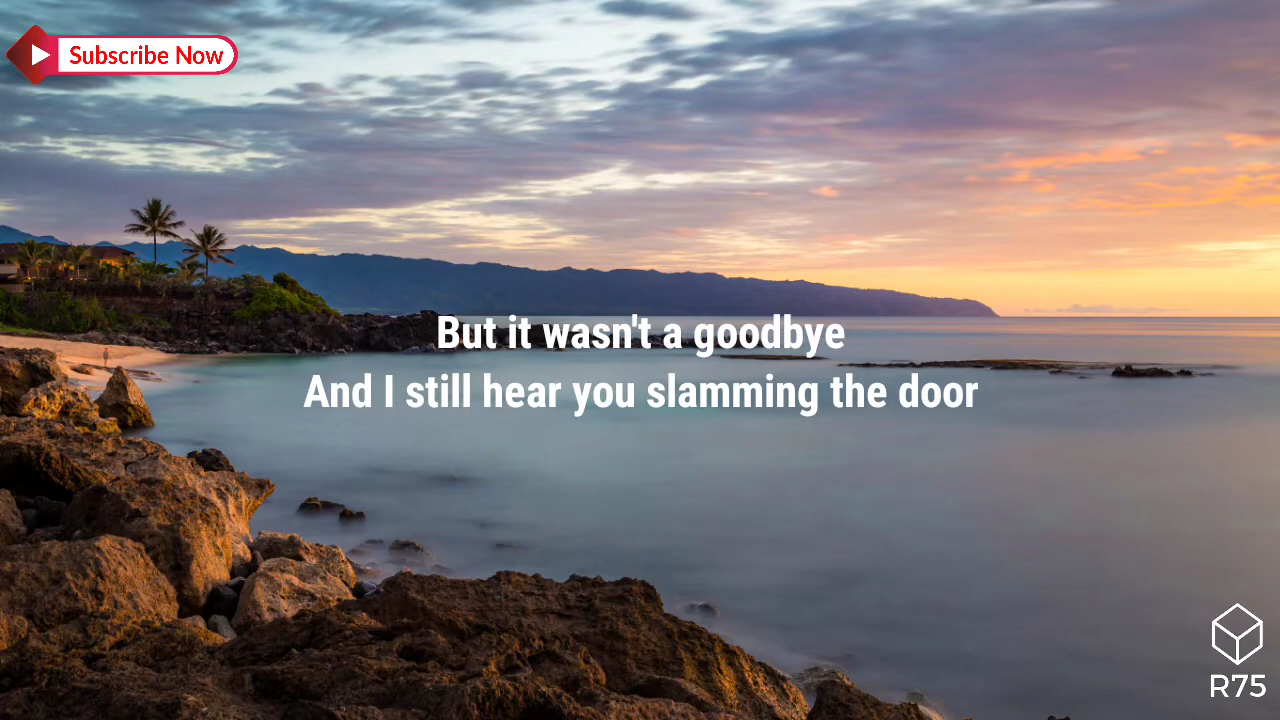 Subscribe Now
But it wasn't a goodbye
And I still hear you slamming the door
R75